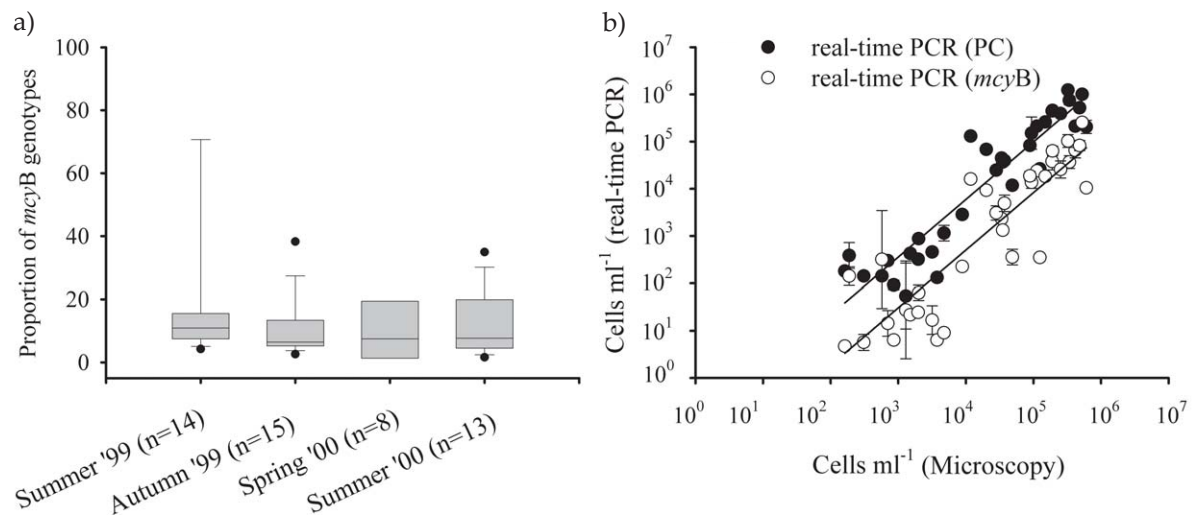 a)
Proportion of mcyB genotypes
100
80
60
40
20
0
Summer '99 (n=14)
Autumn '99 (n=15)
Spring '00 (n=8)
Summer '00 (n=13)
b)
real-time PCR (PC)
real-time PCR (mcyB)
Cells ml⁻¹ (real-time PCR)
10⁷
10⁶
10⁵
10⁴
10³
10²
10¹
10⁰
10⁰ 10¹ 10² 10³ 10⁴ 10⁵ 10⁶ 10⁷
Cells ml⁻¹ (Microscopy)